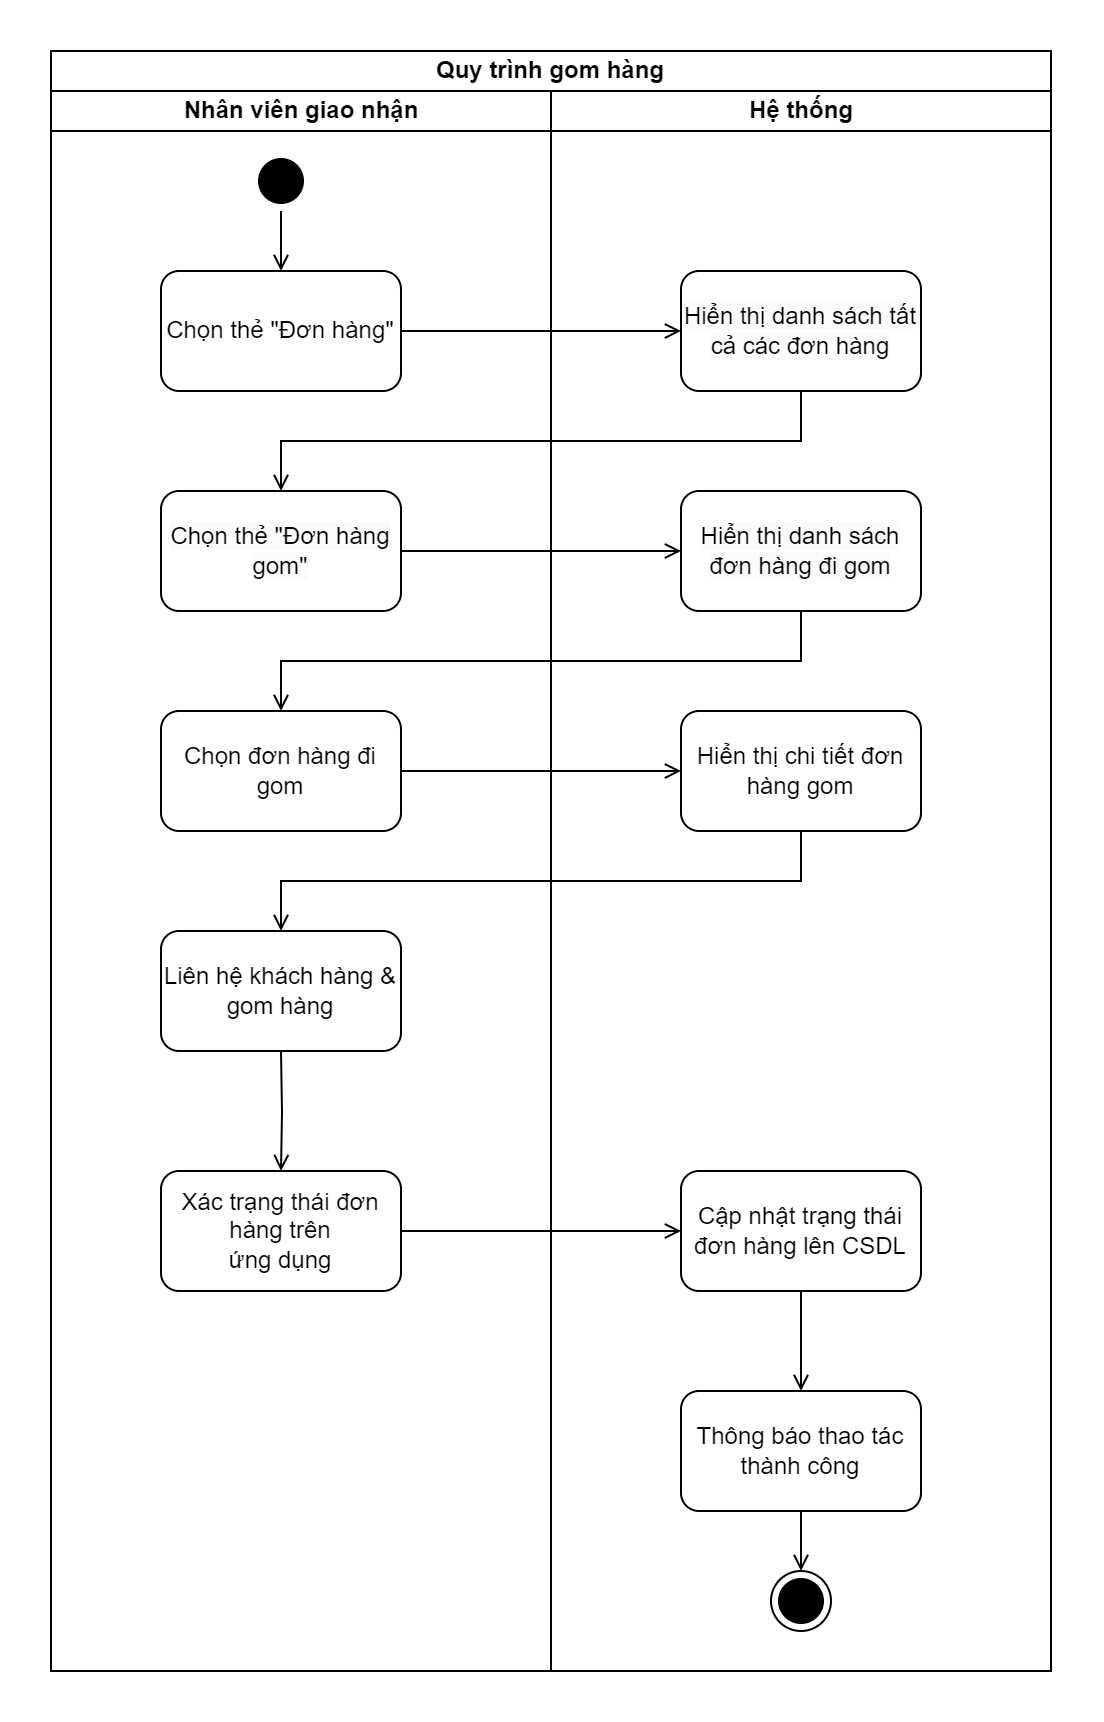 Quy trình gom hàng
Nhân viên giao nhận
Hệ thống
Chọn thẻ "Đơn hàng"
Hiển thị danh sách tất
cả các đơn hàng
Chọn thẻ "Đơn hàng
gom"
Hiển thị danh sách
đơn hàng đi gom
Chọn đơn hàng đi
gom
Hiển thị chi tiết đơn
hàng gom
Liên hệ khách hàng &
gom hàng
Xác trạng thái đơn
hàng trên
ứng dụng
Cập nhật trạng thái
đơn hàng lên CSDL
Thông báo thao tác
thành công